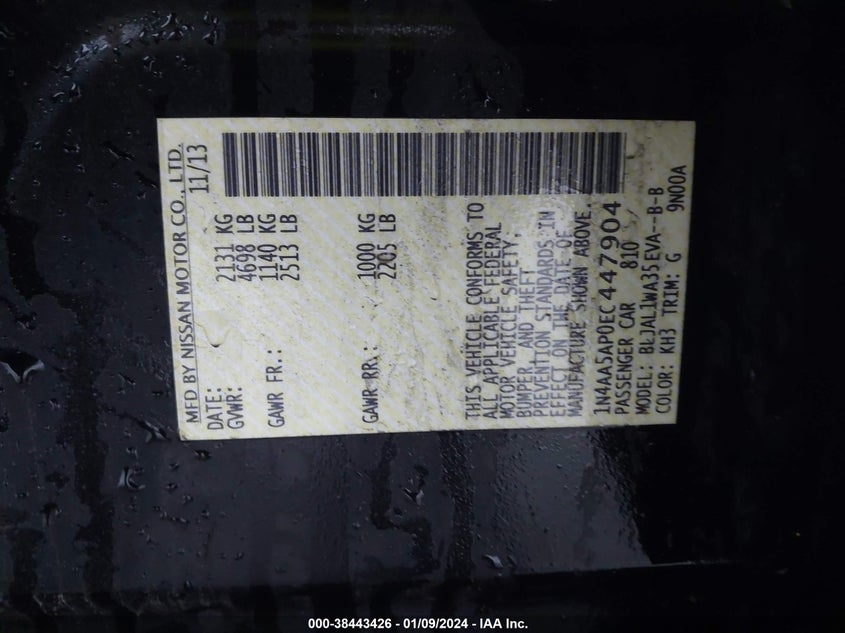 MFD BY NISSAN MOTOR CO., LTD.
DATE: 11/13
GVWR: 2131 KG
4698 LB
GAWR FR.: 1140 KG
2513 LB
GAWR RR.: 1000 KG
2205 LB
THIS VEHICLE CONFORMS TO
ALL APPLICABLE FEDERAL
MOTOR VEHICLE SAFETY,
BUMPER, AND THEFT
PREVENTION STANDARDS IN
EFFECT ON THE DATE OF
MANUFACTURE SHOWN ABOVE.
1N4AA5AP0EC447904
PASSENGER CAR 810
MODEL: BLJAL1WA35EVA--B-B
COLOR: KH3 TRIM: G 9N00A
000-38443426 - 01/09/2024 - IAA Inc.